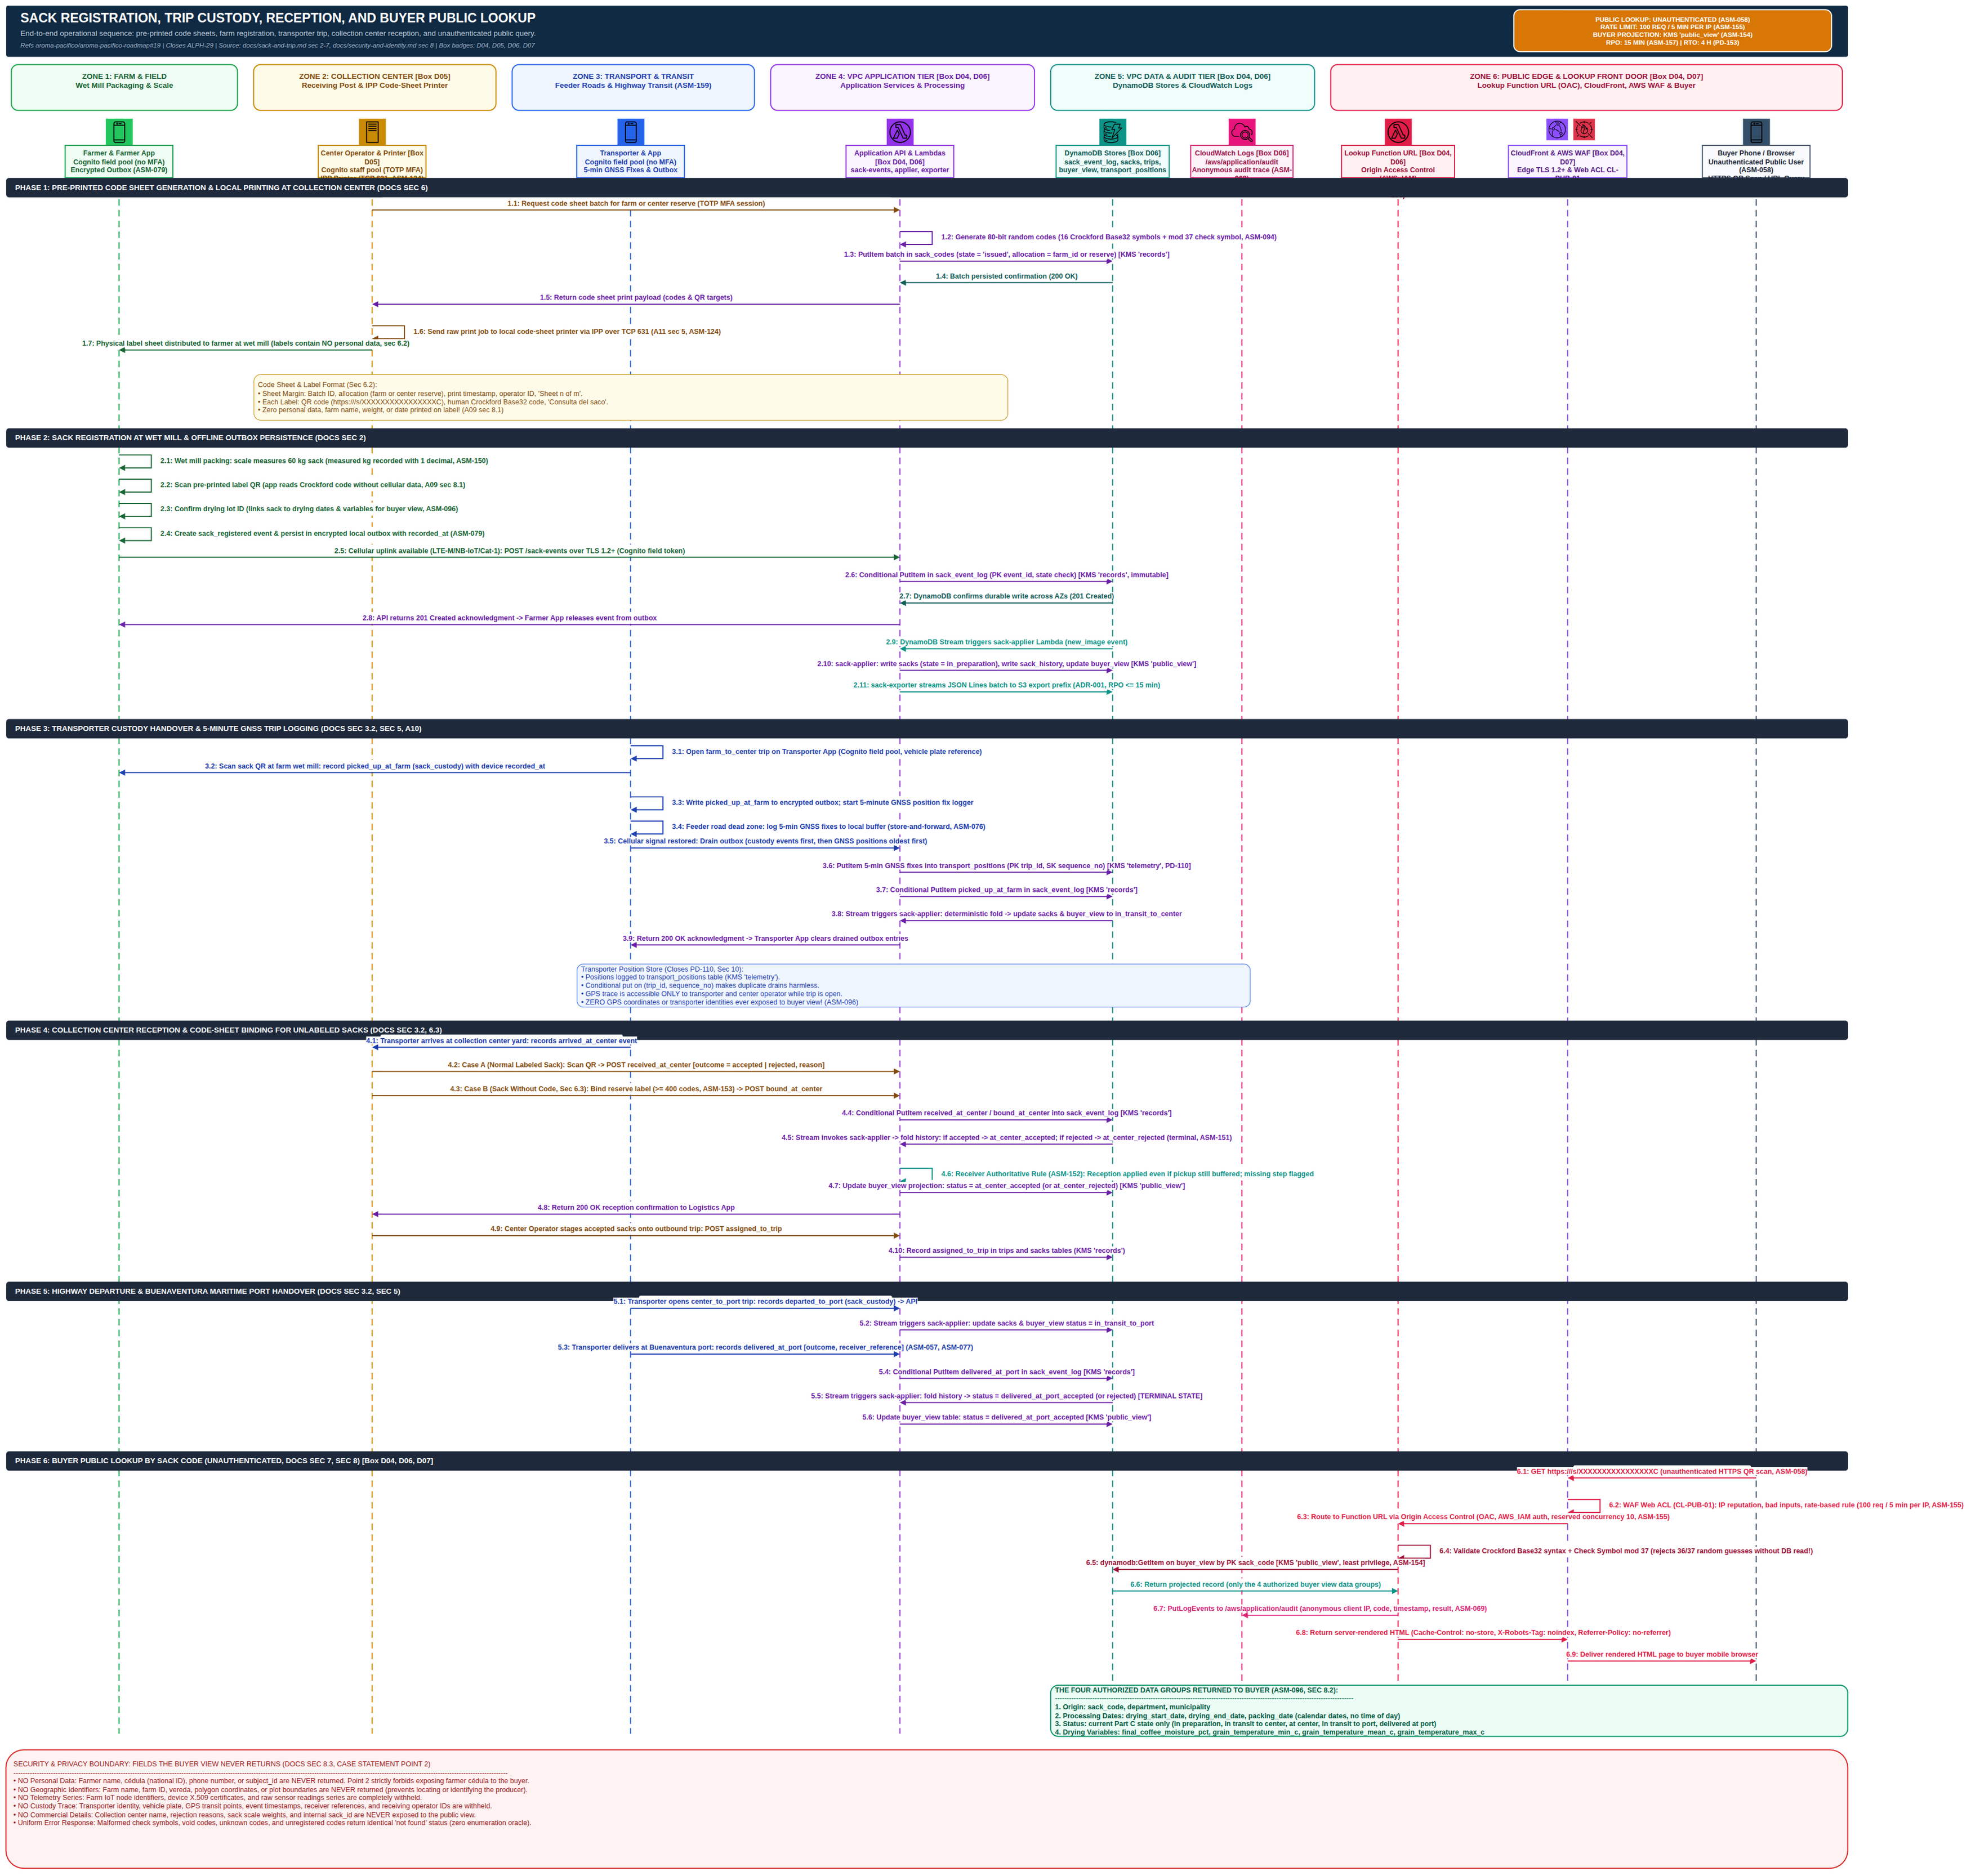 SACK REGISTRATION, TRIP CUSTODY, RECEPTION, AND BUYER PUBLIC LOOKUP
End-to-end operational sequence: pre-printed code sheets, farm registration, transporter trip, collection center reception, and unauthenticated public query.
Refs aroma-pacifico/aroma-pacifico-roadmap#19 | Closes ALPH-29 | Source: docs/sack-and-trip.md sec 2-7, docs/security-and-identity.md sec 8 | Box badges: D04, D05, D06, D07
PUBLIC LOOKUP: UNAUTHENTICATED (ASM-058)
RATE LIMIT: 100 REQ / 5 MIN PER IP (ASM-155)
BUYER PROJECTION: KMS 'public_view' (ASM-154)
RPO: 15 MIN (ASM-157) | RTO: 4 H (PD-153)
ZONE 1: FARM & FIELD
Wet Mill Packaging & Scale
ZONE 2: COLLECTION CENTER [Box D05]
Receiving Post & IPP Code-Sheet Printer
ZONE 3: TRANSPORT & TRANSIT
Feeder Roads & Highway Transit (ASM-159)
ZONE 4: VPC APPLICATION TIER [Box D04, D06]
Application Services & Processing
ZONE 5: VPC DATA & AUDIT TIER [Box D04, D06]
DynamoDB Stores & CloudWatch Logs
ZONE 6: PUBLIC EDGE & LOOKUP FRONT DOOR [Box D04, D07]
Lookup Function URL (OAC), CloudFront, AWS WAF & Buyer
Farmer & Farmer App
Cognito field pool (no MFA)
Encrypted Outbox (ASM-079)
Center Operator & Printer [Box
D05]
Cognito staff pool (TOTP MFA)
Transporter & App
Cognito field pool (no MFA)
5-min GNSS Fixes & Outbox
Application API & Lambdas
[Box D04, D06]
sack-events, applier, exporter
DynamoDB Stores [Box D06]
sack_event_log, sacks, trips,
buyer_view, transport_positions
CloudWatch Logs [Box D06]
/aws/application/audit
Anonymous audit trace (ASM-
Lookup Function URL [Box D04,
D06]
Origin Access Control
CloudFront & AWS WAF [Box D04,
D07]
Edge TLS 1.2+ & Web ACL CL-
Buyer Phone / Browser
Unauthenticated Public User
(ASM-058)
PHASE 1: PRE-PRINTED CODE SHEET GENERATION & LOCAL PRINTING AT COLLECTION CENTER (DOCS SEC 6)
1.1: Request code sheet batch for farm or center reserve (TOTP MFA session)
1.2: Generate 80-bit random codes (16 Crockford Base32 symbols + mod 37 check symbol, ASM-094)
1.3: PutItem batch in sack_codes (state = 'issued', allocation = farm_id or reserve) [KMS 'records']
1.4: Batch persisted confirmation (200 OK)
1.5: Return code sheet print payload (codes & QR targets)
1.6: Send raw print job to local code-sheet printer via IPP over TCP 631 (A11 sec 5, ASM-124)
1.7: Physical label sheet distributed to farmer at wet mill (labels contain NO personal data, sec 6.2)
Code Sheet & Label Format (Sec 6.2):
• Sheet Margin: Batch ID, allocation (farm or center reserve), print timestamp, operator ID, 'Sheet n of m'.
• Each Label: QR code (https:///s/XXXXXXXXXXXXXXXXC), human Crockford Base32 code, 'Consulta del saco'.
• Zero personal data, farm name, weight, or date printed on label! (A09 sec 8.1)
PHASE 2: SACK REGISTRATION AT WET MILL & OFFLINE OUTBOX PERSISTENCE (DOCS SEC 2)
2.1: Wet mill packing: scale measures 60 kg sack (measured kg recorded with 1 decimal, ASM-150)
2.2: Scan pre-printed label QR (app reads Crockford code without cellular data, A09 sec 8.1)
2.3: Confirm drying lot ID (links sack to drying dates & variables for buyer view, ASM-096)
2.4: Create sack_registered event & persist in encrypted local outbox with recorded_at (ASM-079)
2.5: Cellular uplink available (LTE-M/NB-IoT/Cat-1): POST /sack-events over TLS 1.2+ (Cognito field token)
2.6: Conditional PutItem in sack_event_log (PK event_id, state check) [KMS 'records', immutable]
2.7: DynamoDB confirms durable write across AZs (201 Created)
2.8: API returns 201 Created acknowledgment -> Farmer App releases event from outbox
2.9: DynamoDB Stream triggers sack-applier Lambda (new_image event)
2.10: sack-applier: write sacks (state = in_preparation), write sack_history, update buyer_view [KMS 'public_view']
2.11: sack-exporter streams JSON Lines batch to S3 export prefix (ADR-001, RPO <= 15 min)
PHASE 3: TRANSPORTER CUSTODY HANDOVER & 5-MINUTE GNSS TRIP LOGGING (DOCS SEC 3.2, SEC 5, A10)
3.1: Open farm_to_center trip on Transporter App (Cognito field pool, vehicle plate reference)
3.2: Scan sack QR at farm wet mill: record picked_up_at_farm (sack_custody) with device recorded_at
3.3: Write picked_up_at_farm to encrypted outbox; start 5-minute GNSS position fix logger
3.4: Feeder road dead zone: log 5-min GNSS fixes to local buffer (store-and-forward, ASM-076)
3.5: Cellular signal restored: Drain outbox (custody events first, then GNSS positions oldest first)
3.6: PutItem 5-min GNSS fixes into transport_positions (PK trip_id, SK sequence_no) [KMS 'telemetry', PD-110]
3.7: Conditional PutItem picked_up_at_farm in sack_event_log [KMS 'records']
3.8: Stream triggers sack-applier: deterministic fold -> update sacks & buyer_view to in_transit_to_center
3.9: Return 200 OK acknowledgment -> Transporter App clears drained outbox entries
Transporter Position Store (Closes PD-110, Sec 10):
• Positions logged to transport_positions table (KMS 'telemetry').
• Conditional put on (trip_id, sequence_no) makes duplicate drains harmless.
• GPS trace is accessible ONLY to transporter and center operator while trip is open.
• ZERO GPS coordinates or transporter identities ever exposed to buyer view! (ASM-096)
PHASE 4: COLLECTION CENTER RECEPTION & CODE-SHEET BINDING FOR UNLABELED SACKS (DOCS SEC 3.2, 6.3)
4.1: Transporter arrives at collection center yard: records arrived_at_center event
4.2: Case A (Normal Labeled Sack): Scan QR -> POST received_at_center [outcome = accepted | rejected, reason]
4.3: Case B (Sack Without Code, Sec 6.3): Bind reserve label (>= 400 codes, ASM-153) -> POST bound_at_center
4.4: Conditional PutItem received_at_center / bound_at_center into sack_event_log [KMS 'records']
4.5: Stream invokes sack-applier -> fold history: if accepted -> at_center_accepted; if rejected -> at_center_rejected (terminal, ASM-151)
4.6: Receiver Authoritative Rule (ASM-152): Reception applied even if pickup still buffered; missing step flagged
4.7: Update buyer_view projection: status = at_center_accepted (or at_center_rejected) [KMS 'public_view']
4.8: Return 200 OK reception confirmation to Logistics App
4.9: Center Operator stages accepted sacks onto outbound trip: POST assigned_to_trip
4.10: Record assigned_to_trip in trips and sacks tables (KMS 'records')
PHASE 5: HIGHWAY DEPARTURE & BUENAVENTURA MARITIME PORT HANDOVER (DOCS SEC 3.2, SEC 5)
5.1: Transporter opens center_to_port trip: records departed_to_port (sack_custody) -> API
5.2: Stream triggers sack-applier: update sacks & buyer_view status = in_transit_to_port
5.3: Transporter delivers at Buenaventura port: records delivered_at_port [outcome, receiver_reference] (ASM-057, ASM-077)
5.4: Conditional PutItem delivered_at_port in sack_event_log [KMS 'records']
5.5: Stream triggers sack-applier: fold history -> status = delivered_at_port_accepted (or rejected) [TERMINAL STATE]
5.6: Update buyer_view table: status = delivered_at_port_accepted [KMS 'public_view']
PHASE 6: BUYER PUBLIC LOOKUP BY SACK CODE (UNAUTHENTICATED, DOCS SEC 7, SEC 8) [Box D04, D06, D07]
6.1: GET https:///s/XXXXXXXXXXXXXXXXC (unauthenticated HTTPS QR scan, ASM-058)
6.2: WAF Web ACL (CL-PUB-01): IP reputation, bad inputs, rate-based rule (100 req / 5 min per IP, ASM-155)
6.3: Route to Function URL via Origin Access Control (OAC, AWS_IAM auth, reserved concurrency 10, ASM-155)
6.4: Validate Crockford Base32 syntax + Check Symbol mod 37 (rejects 36/37 random guesses without DB read!)
6.5: dynamodb:GetItem on buyer_view by PK sack_code [KMS 'public_view', least privilege, ASM-154]
6.6: Return projected record (only the 4 authorized buyer view data groups)
6.7: PutLogEvents to /aws/application/audit (anonymous client IP, code, timestamp, result, ASM-069)
6.8: Return server-rendered HTML (Cache-Control: no-store, X-Robots-Tag: noindex, Referrer-Policy: no-referrer)
6.9: Deliver rendered HTML page to buyer mobile browser
THE FOUR AUTHORIZED DATA GROUPS RETURNED TO BUYER (ASM-096, SEC 8.2):
1. Origin: sack_code, department, municipality
2. Processing Dates: drying_start_date, drying_end_date, packing_date (calendar dates, no time of day)
3. Status: current Part C state only (in preparation, in transit to center, at center, in transit to port, delivered at port)
4. Drying Variables: final_coffee_moisture_pct, grain_temperature_min_c, grain_temperature_mean_c, grain_temperature_max_c
SECURITY & PRIVACY BOUNDARY: FIELDS THE BUYER VIEW NEVER RETURNS (DOCS SEC 8.3, CASE STATEMENT POINT 2)
• NO Personal Data: Farmer name, cédula (national ID), phone number, or subject_id are NEVER returned. Point 2 strictly forbids exposing farmer cédula to the buyer.
• NO Geographic Identifiers: Farm name, farm ID, vereda, polygon coordinates, or plot boundaries are NEVER returned (prevents locating or identifying the producer).
• NO Telemetry Series: Farm IoT node identifiers, device X.509 certificates, and raw sensor readings series are completely withheld.
• NO Custody Trace: Transporter identity, vehicle plate, GPS transit points, event timestamps, receiver references, and receiving operator IDs are withheld.
• NO Commercial Details: Collection center name, rejection reasons, sack scale weights, and internal sack_id are NEVER exposed to the public view.
• Uniform Error Response: Malformed check symbols, void codes, unknown codes, and unregistered codes return identical 'not found' status (zero enumeration oracle).